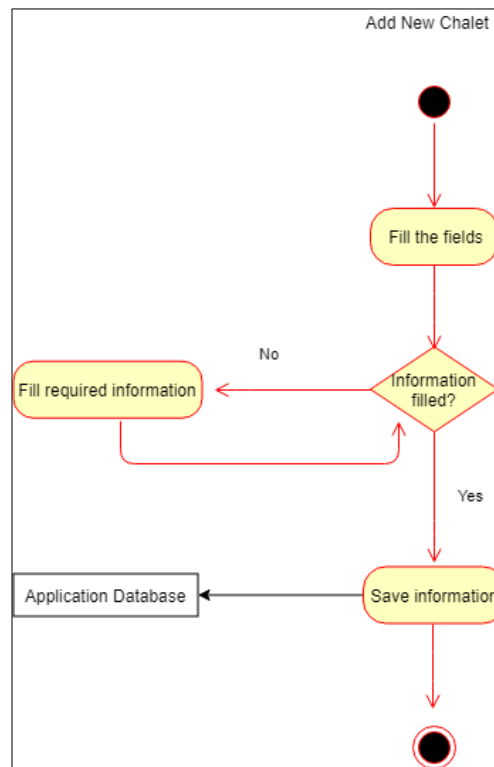 Add New Chalet
Fill the fields
No
Fill required information
Information
filled?
Yes
Application Database
Save information